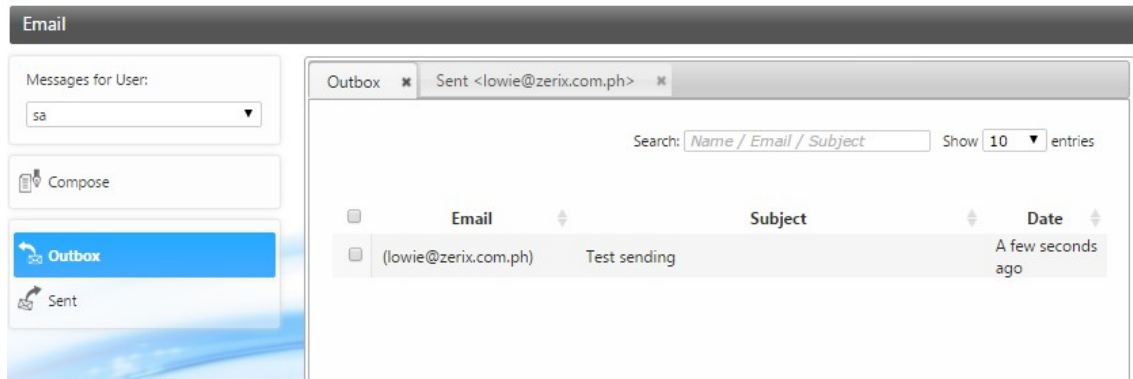 Email
Messages for User:
sa
Compose
Outbox
Sent
Outbox
Sent <lowie@zerix.com.ph>
Search: Name / Email / Subject Show 10 entries
Email Subject Date
(lowie@zerix.com.ph) Test sending A few seconds
ago